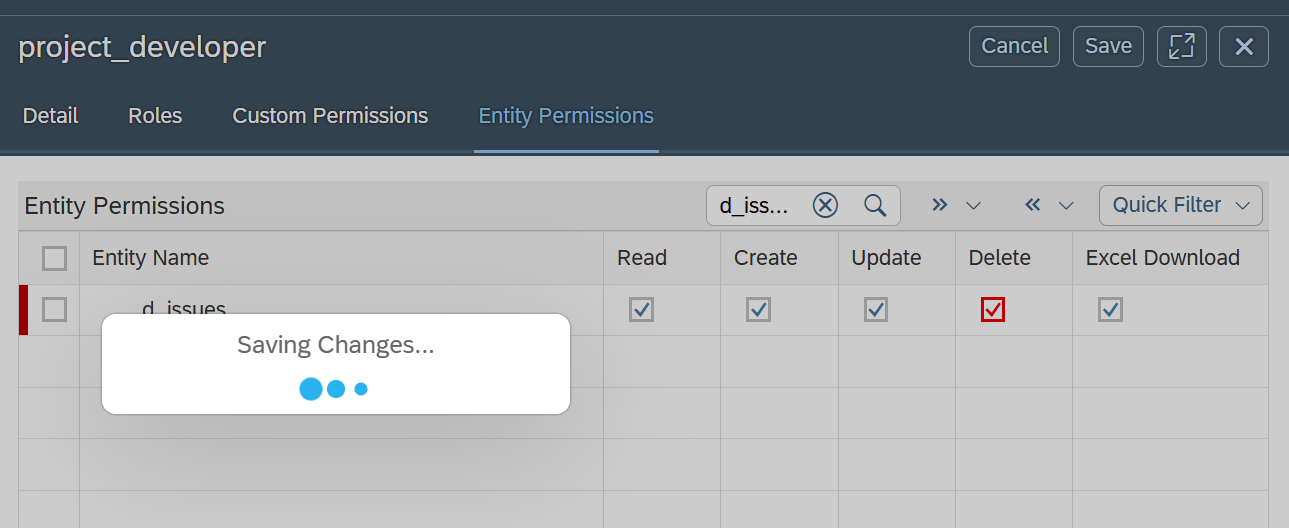 project_developer
Cancel
Save
Detail
Roles
Custom Permissions
Entity Permissions
Entity Permissions
d_iss...
Quick Filter
Entity Name
Read
Create
Update
Delete
Excel Download
d_issues
Saving Changes...